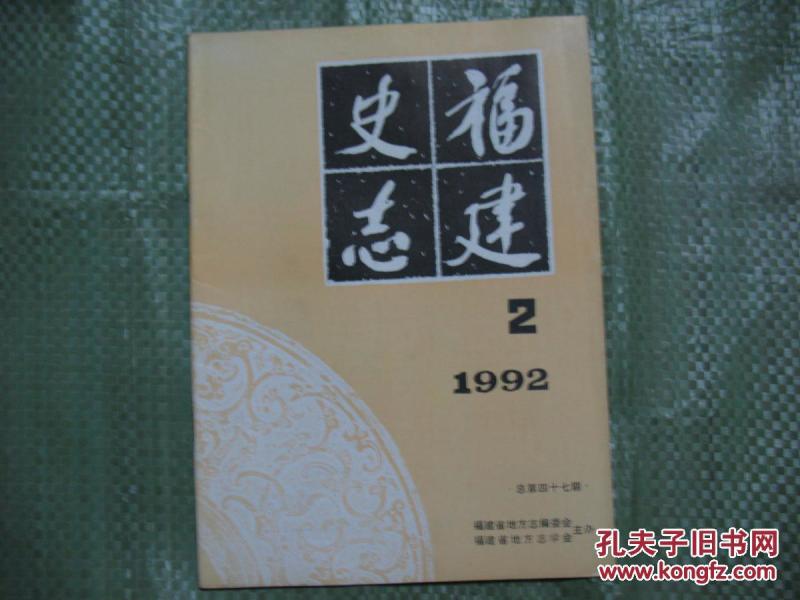 福建
史志
2
1992
·总第四十七期·
福建省地方志编委会
福建省地方志学会
主办
孔夫子旧书网
www.kongfz.com